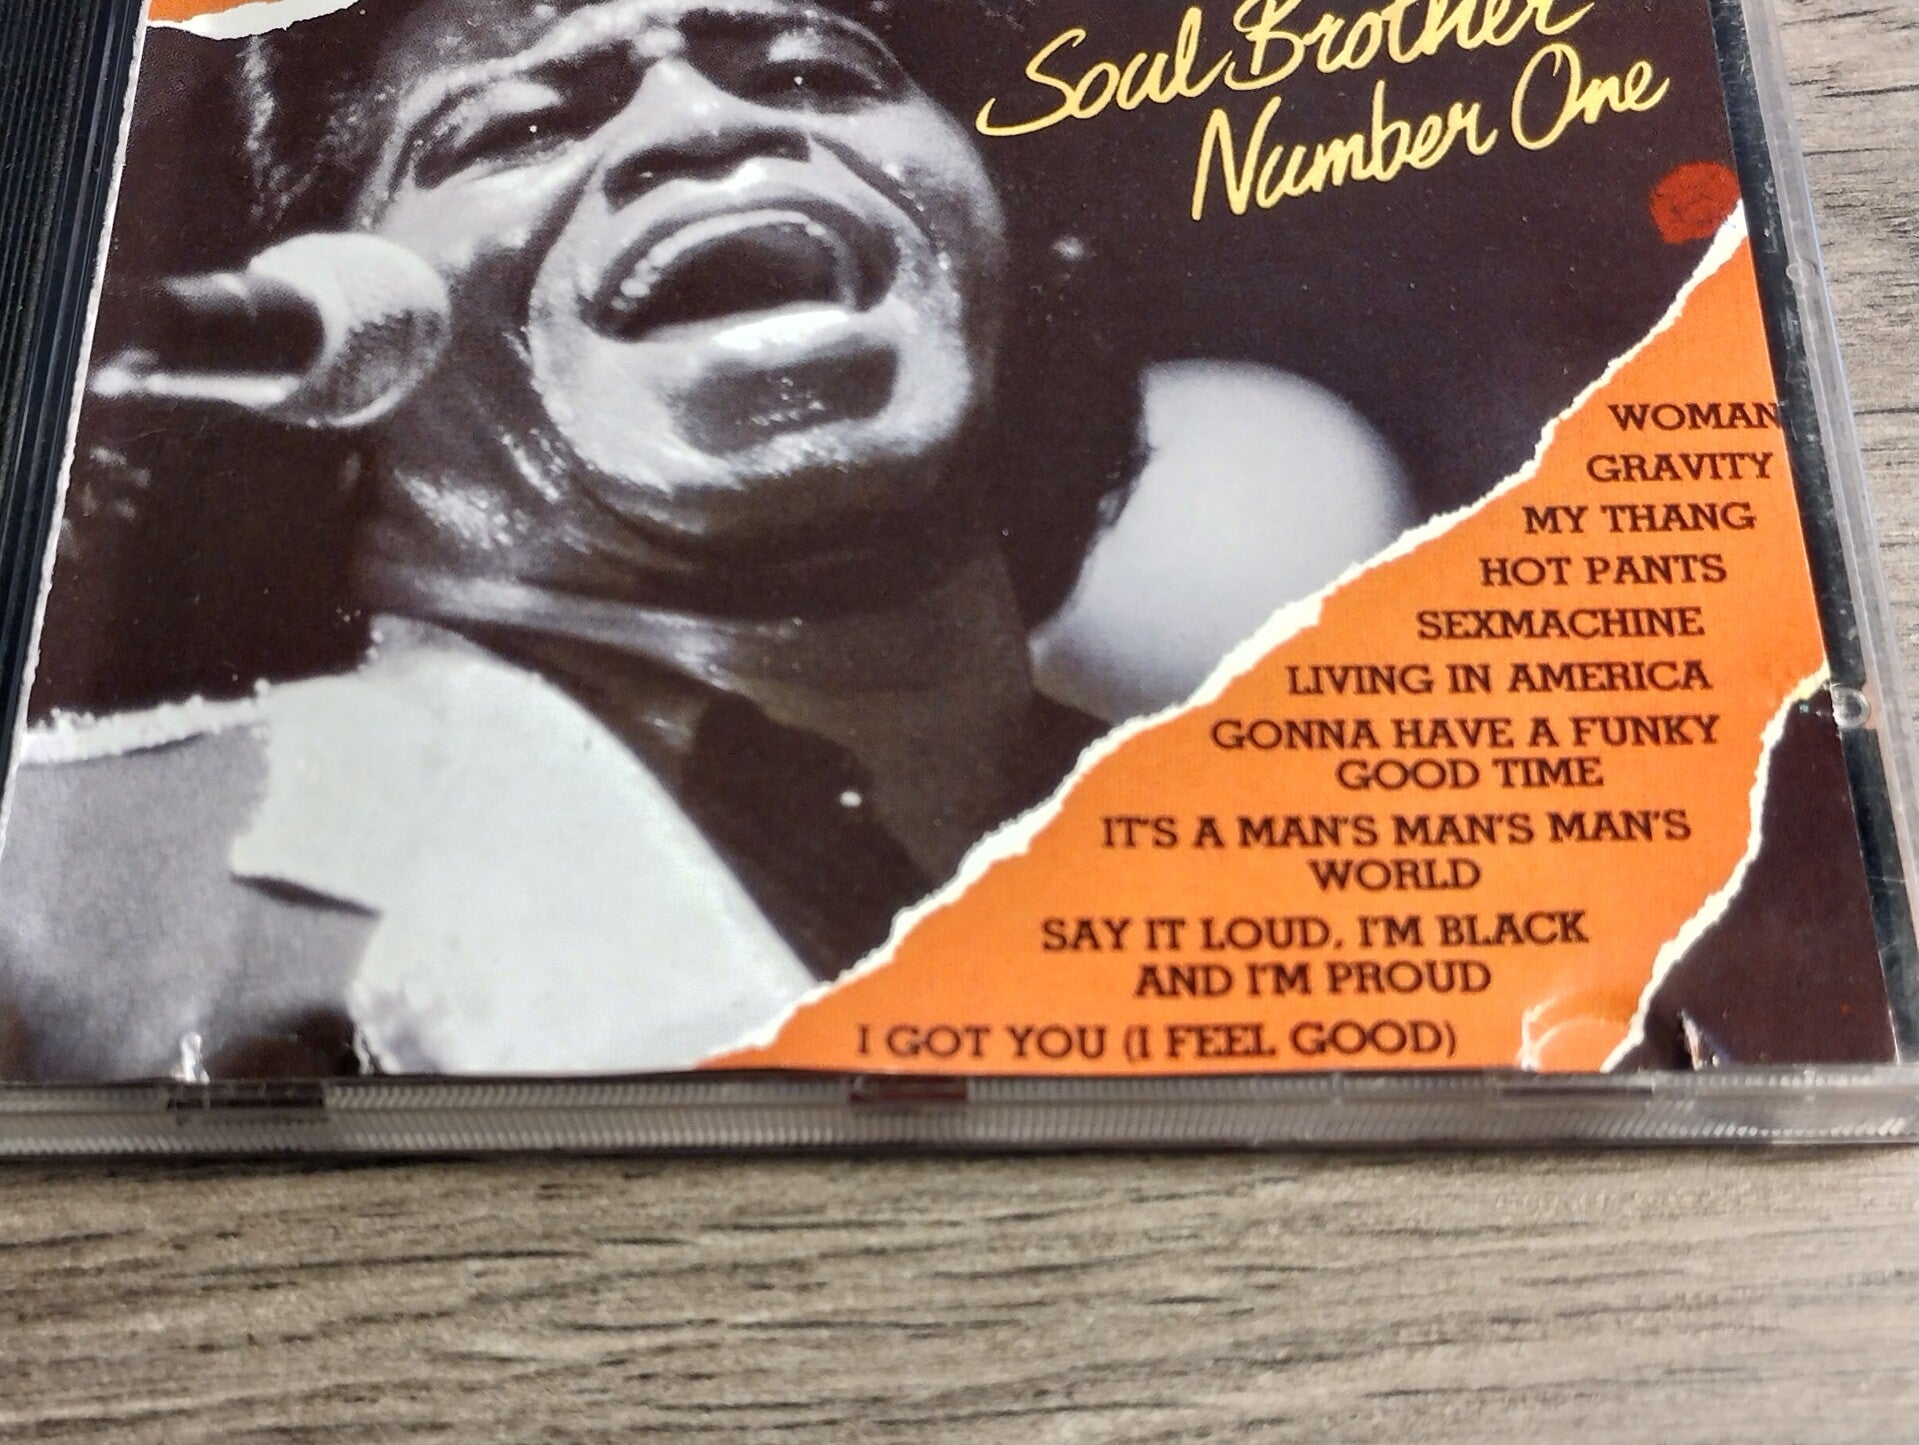 Soul Brother
Number One
WOMAN
GRAVITY
MY THANG
HOT PANTS
SEXMACHINE
LIVING IN AMERICA
GONNA HAVE A FUNKY
GOOD TIME
IT'S A MAN'S MAN'S MAN'S
WORLD
SAY IT LOUD, I'M BLACK
AND I'M PROUD
I GOT YOU (I FEEL GOOD)